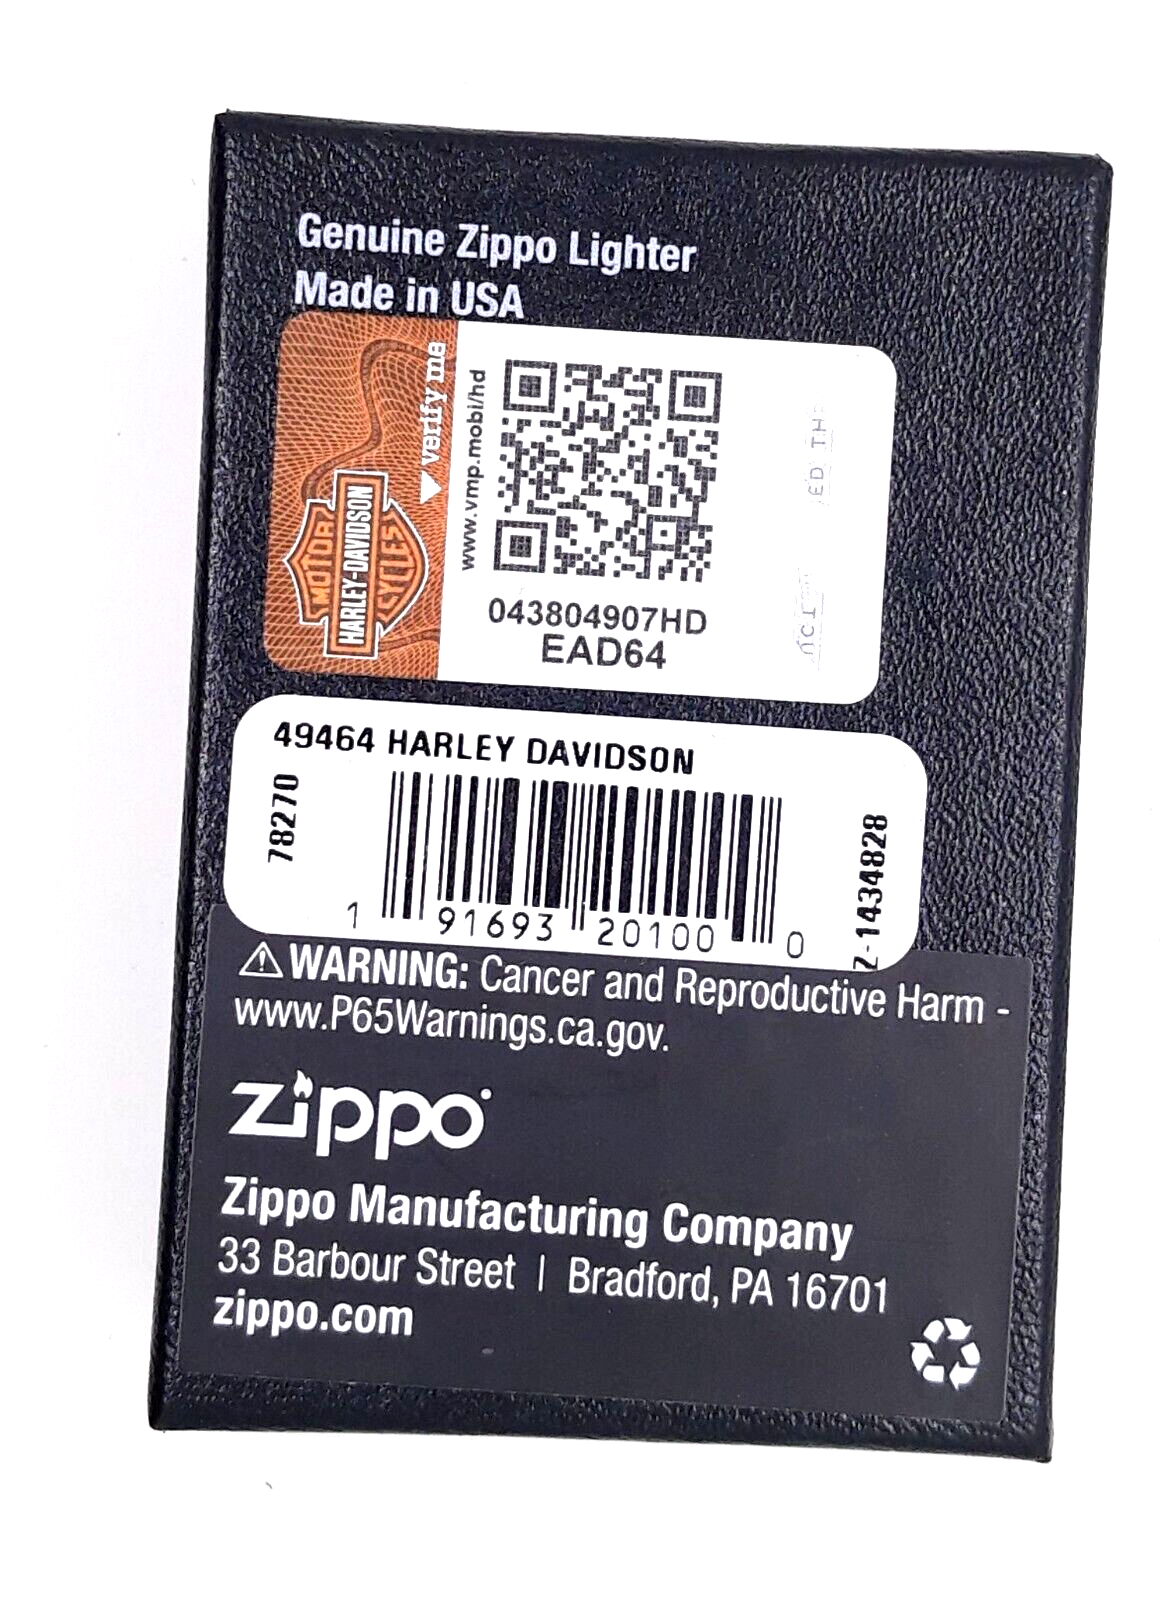 Genuine Zippo Lighter
Made in USA
verify me
www.vmp.mobi/hd
MOTOR
HARLEY-DAVIDSON
CYCLES
043804907HD
EAD64
ED TH
49464 HARLEY DAVIDSON
78270
1 91693 20100 0
Z-1434828
WARNING: Cancer and Reproductive Harm -
www.P65Warnings.ca.gov.
zippo
Zippo Manufacturing Company
33 Barbour Street | Bradford, PA 16701
zippo.com